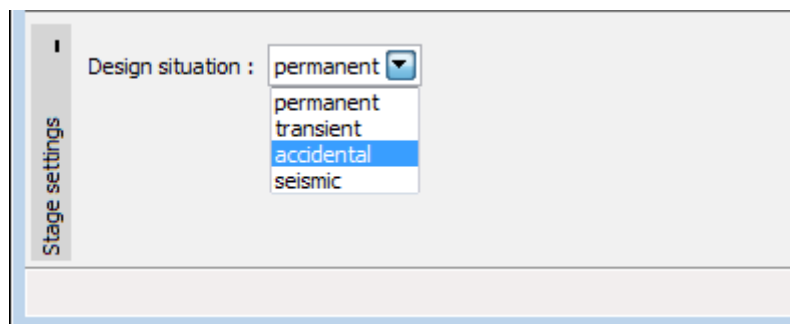 Stage settings
Design situation : permanent
permanent
transient
accidental
seismic